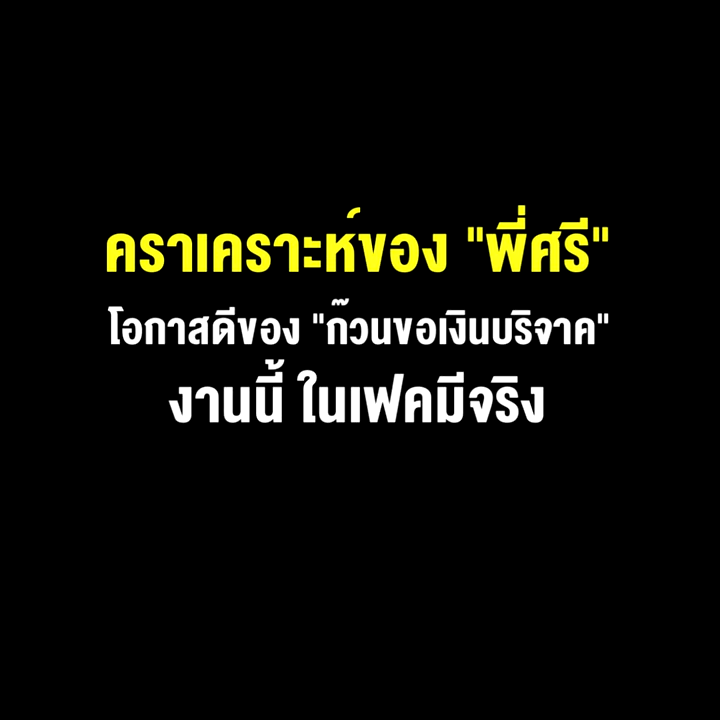 คราเคราะห์ของ "พี่ศรี"
โอกาสดีของ "ก๊วนขอเงินบริจาค"
งานนี้ ในเฟคมีจริง